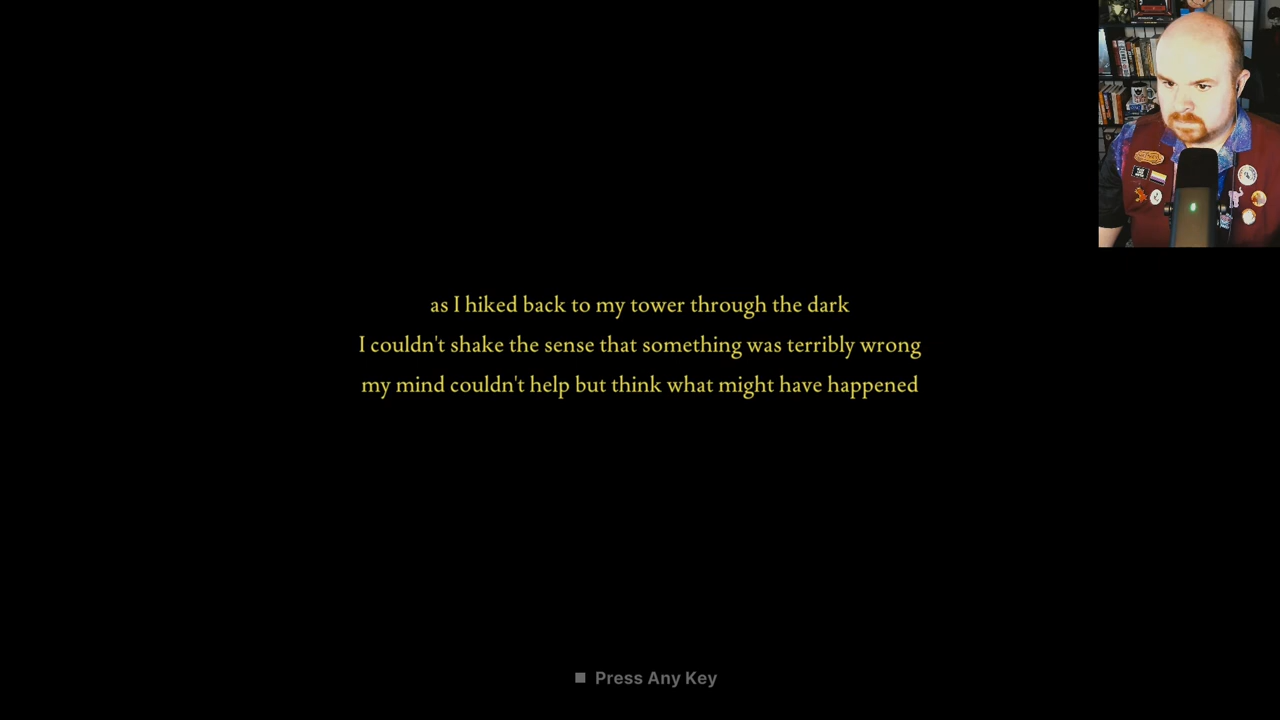 as I hiked back to my tower through the dark
I couldn't shake the sense that something was terribly wrong
my mind couldn't help but think what might have happened
Press Any Key